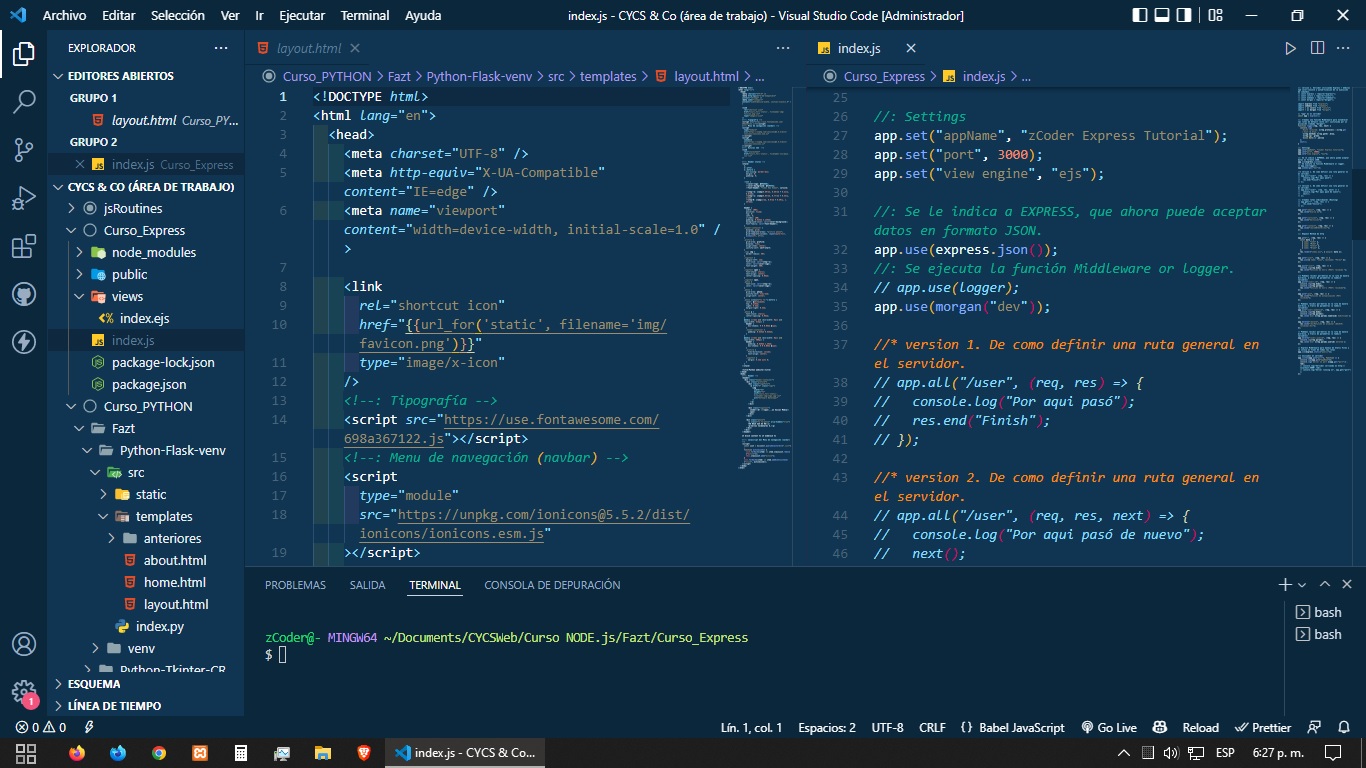 Archivo Editar Selección Ver Ir Ejecutar Terminal Ayuda
index.js - CYCS & Co (área de trabajo) - Visual Studio Code [Administrador]
EXPLORADOR
EDITORES ABIERTOS
GRUPO 1
layout.html Curso_PY...
GRUPO 2
index.js Curso_Express
CYCS & CO (ÁREA DE TRABAJO)
jsRoutines
Curso_Express
node_modules
public
views
index.ejs
index.js
package-lock.json
package.json
Curso_PYTHON
Fazt
Python-Flask-venv
src
static
templates
anteriores
about.html
home.html
layout.html
index.py
venv
Python-Tkinter-CR
ESQUEMA
LÍNEA DE TIEMPO
layout.html
Curso_PYTHON > Fazt > Python-Flask-venv > src > templates > layout.html > ...
1 <!DOCTYPE html>
2 <html lang="en">
3 <head>
4 <meta charset="UTF-8" />
5 <meta http-equiv="X-UA-Compatible"
content="IE=edge" />
6 <meta name="viewport"
content="width=device-width, initial-scale=1.0" /
>
7
8 <link
9 rel="shortcut icon"
10 href="{{url_for('static', filename='img/
favicon.png')}}"
11 type="image/x-icon"
12 />
13 <!--: Tipografía -->
14 <script src="https://use.fontawesome.com/
698a367122.js"></script>
15 <!--: Menu de navegación (navbar) -->
16 <script
17 type="module"
18 src="https://unpkg.com/ionicons@5.5.2/dist/
ionicons/ionicons.esm.js"
19 ></script>
index.js
Curso_Express > index.js > ...
25
26 //: Settings
27 app.set("appName", "zCoder Express Tutorial");
28 app.set("port", 3000);
29 app.set("view engine", "ejs");
30
31 //: Se le indica a EXPRESS, que ahora puede aceptar
datos en formato JSON.
32 app.use(express.json());
33 //: Se ejecuta la función Middleware or logger.
34 // app.use(logger);
35 app.use(morgan("dev"));
36
37 //* version 1. De como definir una ruta general en
el servidor.
38 // app.all("/user", (req, res) => {
39 // console.log("Por aqui pasó");
40 // res.end("Finish");
41 // });
42
43 //* version 2. De como definir una ruta general en
el servidor.
44 // app.all("/user", (req, res, next) => {
45 // console.log("Por aqui pasó de nuevo");
46 // next();
PROBLEMAS SALIDA TERMINAL CONSOLA DE DEPURACIÓN
zCoder@- MINGW64 ~/Documents/CYCSWeb/Curso NODE.js/Fazt/Curso_Express
$
bash
bash
1
0 0 Lín. 1, col. 1 Espacios: 2 UTF-8 CRLF {} Babel JavaScript Go Live Reload Prettier
index.js - CYCS & Co... ESP 6:27 p. m.